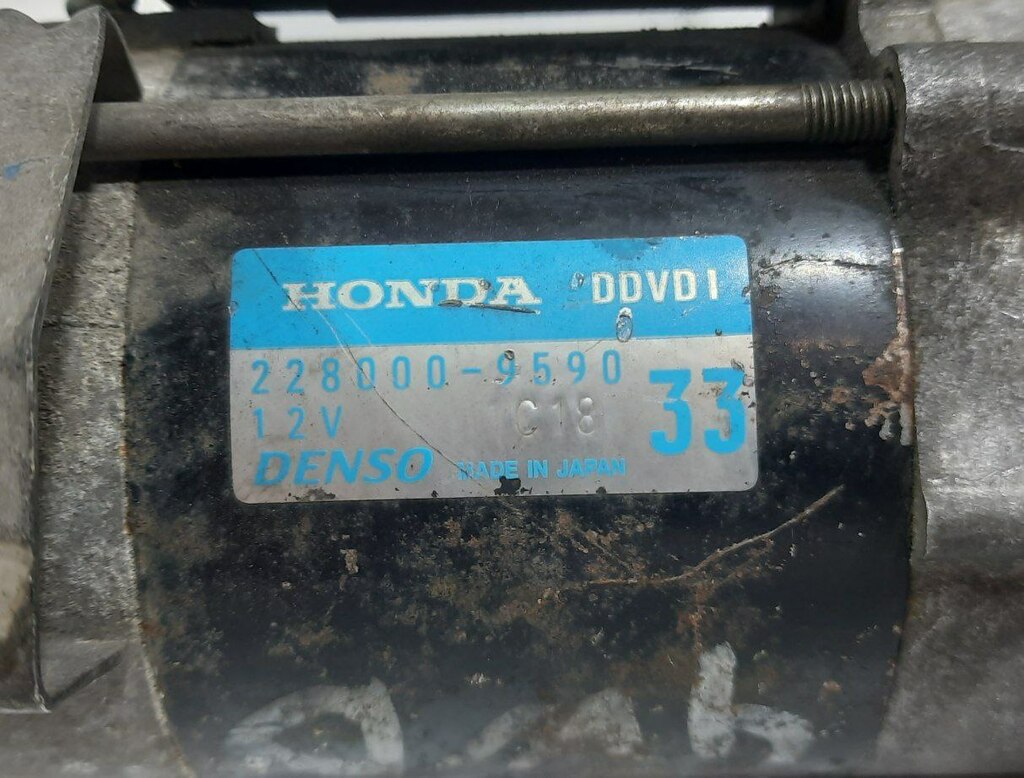 HONDA DDVD1
228000-9590
12V C18 33
DENSO MADE IN JAPAN